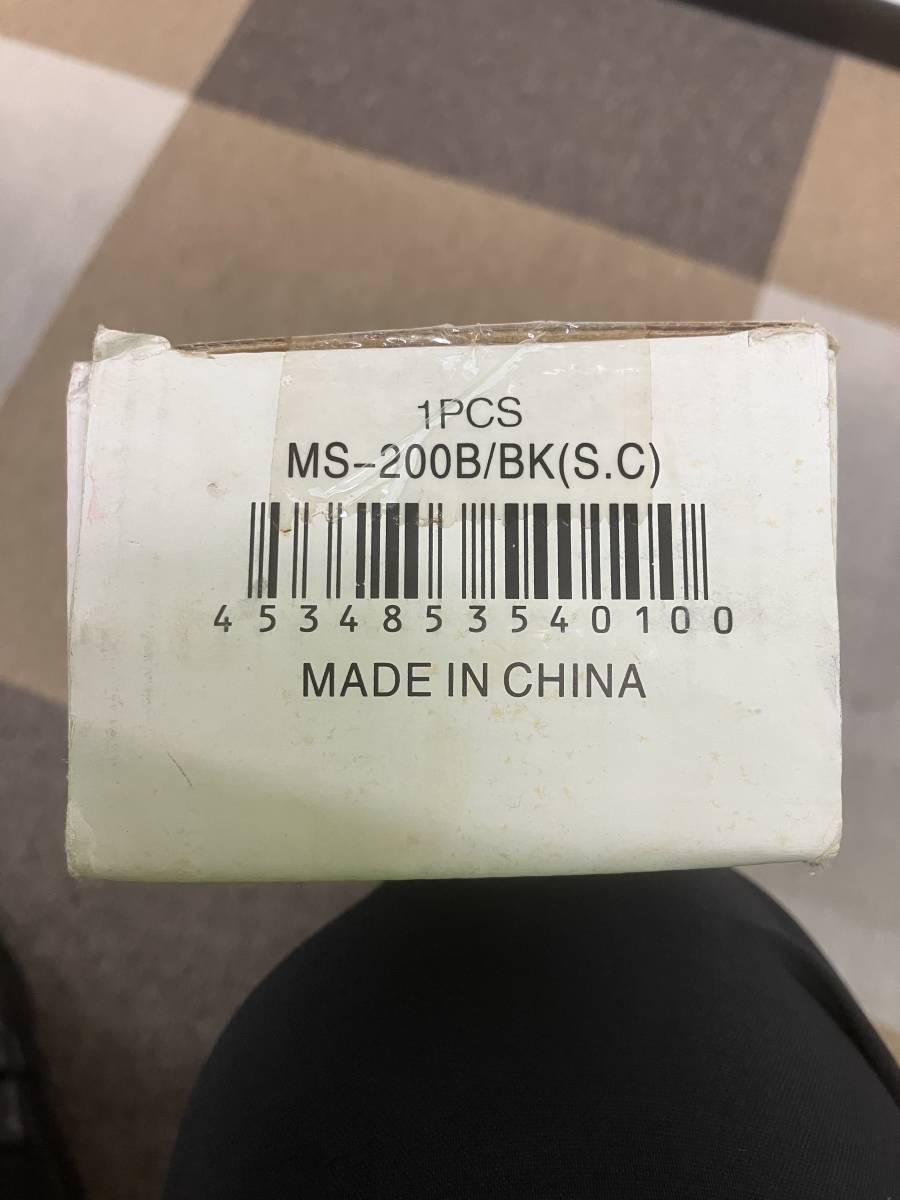 1PCS
MS-200B/BK(S.C)
4534853540100
MADE IN CHINA